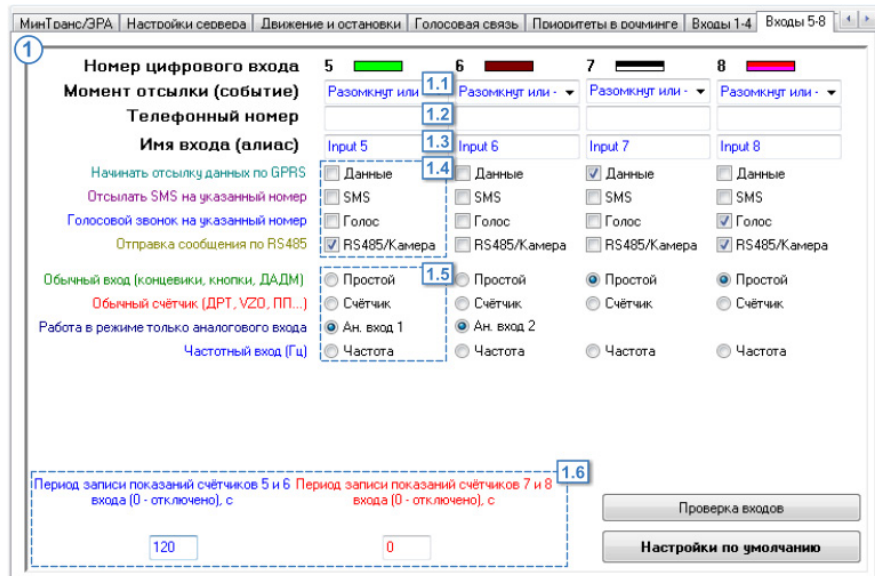 МинТранс/ЭРА Настройки сервера Движение и остановки Голосовая связь Приоритеты в роуминге Входы 1-4 Входы 5-8
1
Номер цифрового входа 5 6 7 8
Момент отсылки (событие) Разомкнут или 1.1 Разомкнут или - Разомкнут или - Разомкнут или -
Телефонный номер 1.2
Имя входа (алиас) Input 5 1.3 Input 6 Input 7 Input 8
Начинать отсылку данных по GPRS Данные 1.4 Данные Данные Данные
Отсылать SMS на указанный номер SMS SMS SMS SMS
Голосовой звонок на указанный номер Голос Голос Голос Голос
Отправка сообщения по RS485 RS485/Камера RS485/Камера RS485/Камера RS485/Камера
Обычный вход (концевики, кнопки, ДАДМ) Простой 1.5 Простой Простой Простой
Обычный счётчик (ДРТ, VZO, ПП...) Счётчик Счётчик Счётчик Счётчик
Работа в режиме только аналогового входа Ан. вход 1 Ан. вход 2
Частотный вход (Гц) Частота Частота Частота Частота
1.6
Период записи показаний счётчиков 5 и 6 Период записи показаний счётчиков 7 и 8
входа (0 - отключено), с входа (0 - отключено), с
Проверка входов
120 0 Настройки по умолчанию